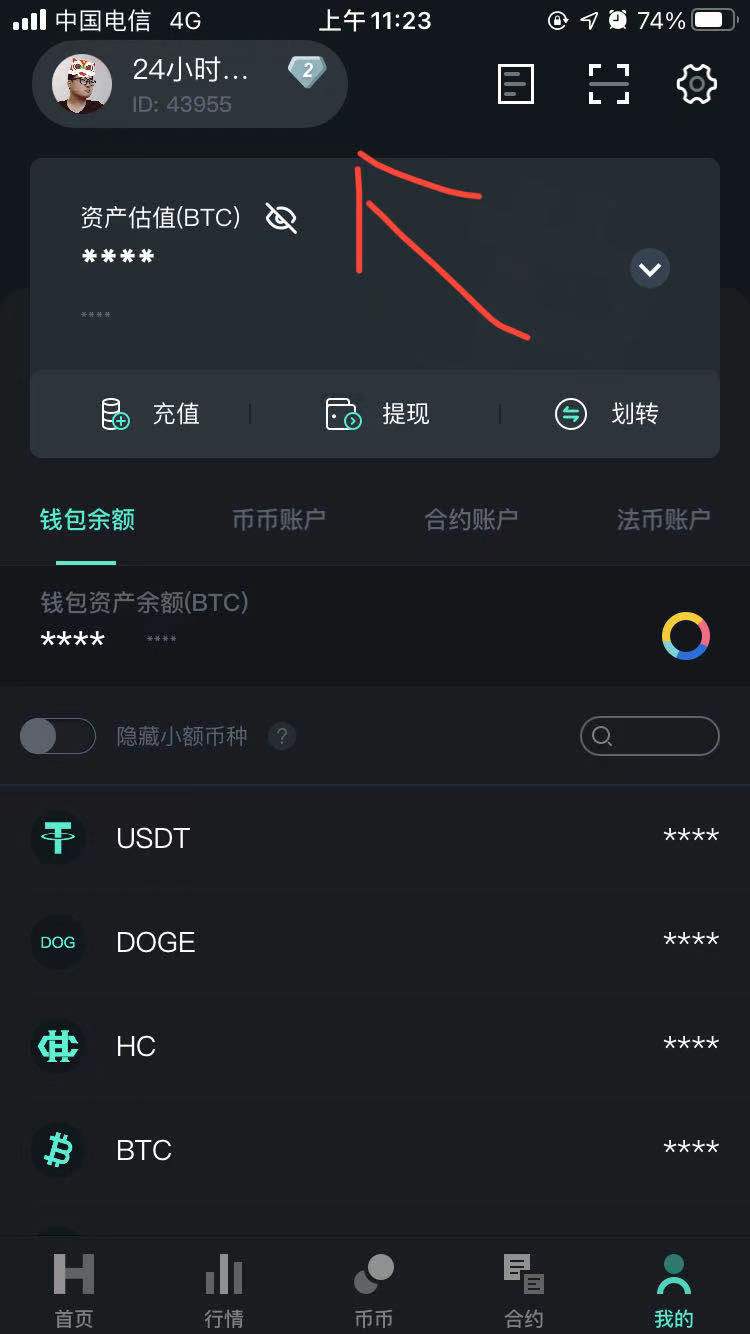 中国电信 4G 上午11:23 74%
24小时... 2
ID: 43955
资产估值(BTC)
****
****
充值 提现 划转
钱包余额 币币账户 合约账户 法币账户
钱包资产余额(BTC)
**** ****
隐藏小额币种 ?
USDT ****
DOG DOGE ****
HC ****
BTC ****
首页 行情 币币 合约 我的